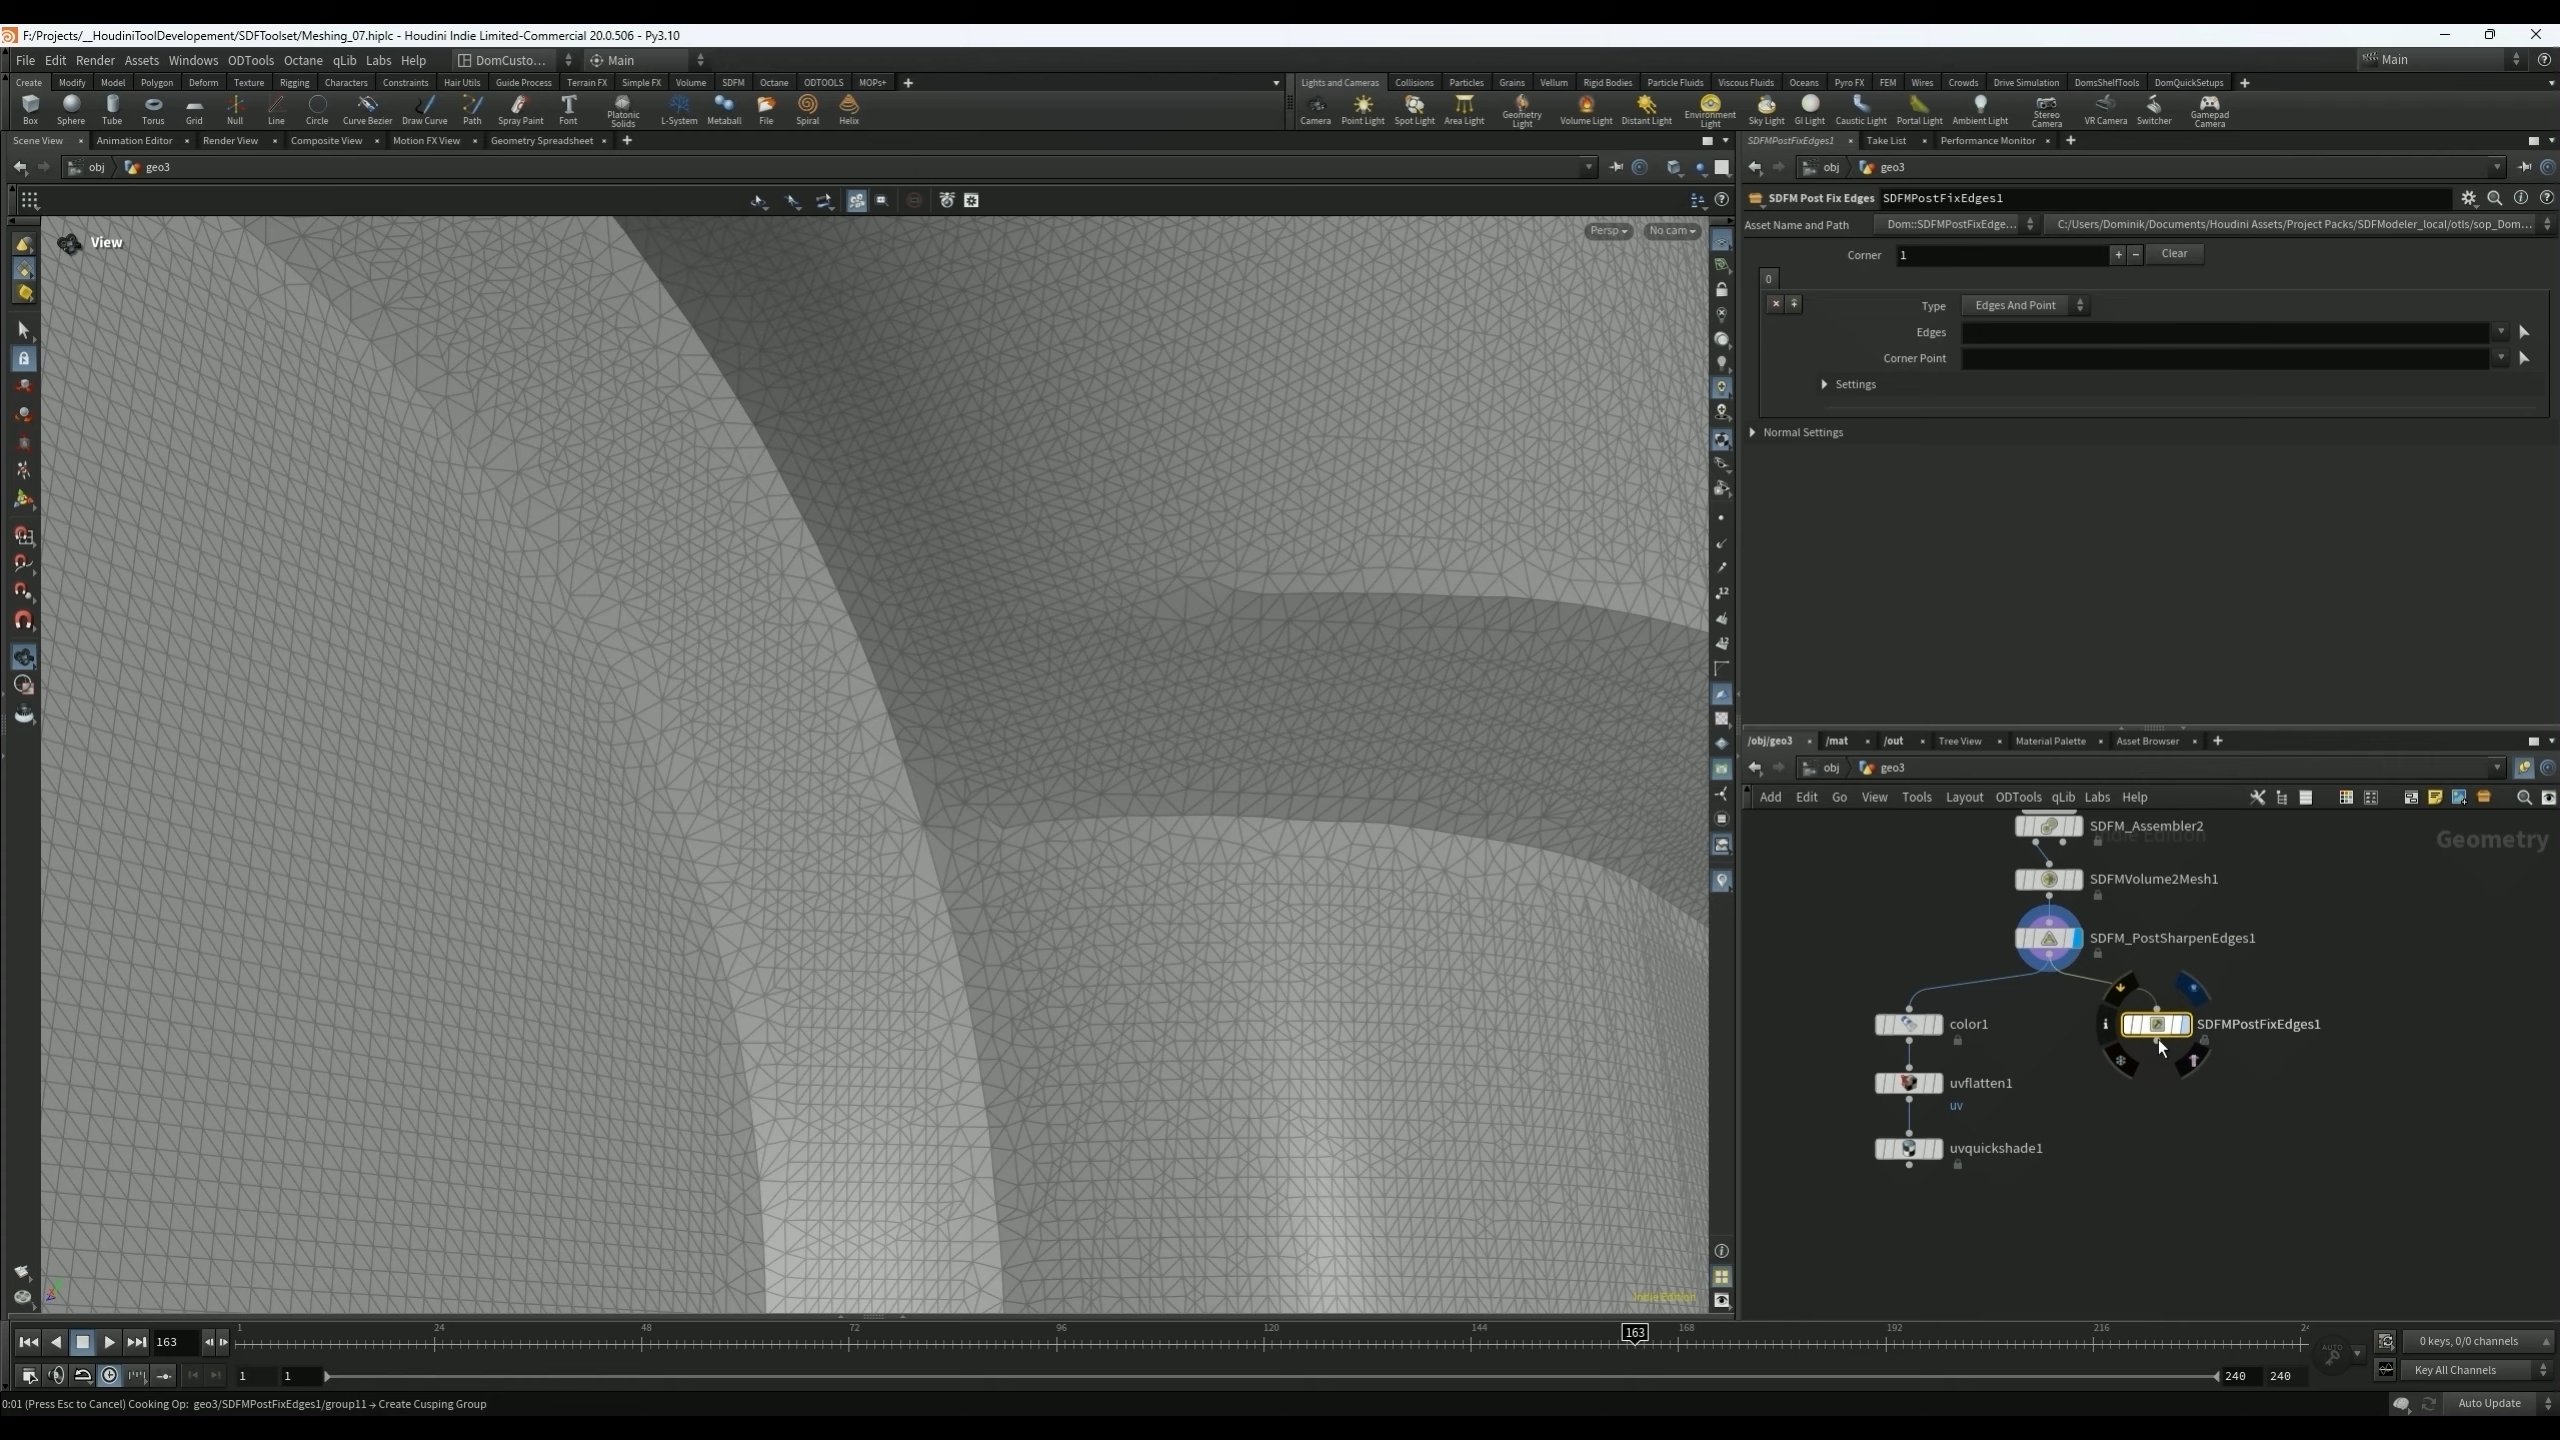 F:/Projects/__HoudiniToolDevelopement/SDFToolset/Meshing_07.hiplc - Houdini Indie Limited-Commercial 20.0.506 - Py3.10
File Edit Render Assets Windows ODTools Octane qLib Labs Help DomCusto... Main Main
Create Modify Model Polygon Deform Texture Rigging Characters Constraints Hair Utils Guide Process Terrain FX Simple FX Volume SDFM Octane ODTOOLS MOPs+
Lights and Cameras Collisions Particles Grains Vellum Rigid Bodies Particle Fluids Viscous Fluids Oceans Pyro FX FEM Wires Crowds Drive Simulation DomsShelfTools DomQuickSetups
Box Sphere Tube Torus Grid Null Line Circle Curve Bezier Draw Curve Path Spray Paint Font Platonic Solids L-System Metaball File Spiral Helix
Camera Point Light Spot Light Area Light Geometry Light Volume Light Distant Light Environment Light Sky Light GI Light Caustic Light Portal Light Ambient Light Stereo Camera VR Camera Switcher Gamepad Camera
Scene View Animation Editor Render View Composite View Motion FX View Geometry Spreadsheet
SDFMPostFixEdges1 Take List Performance Monitor
obj geo3
obj geo3
SDFM Post Fix Edges SDFMPostFixEdges1
Asset Name and Path Dom::SDFMPostFixEdge... C:/Users/Dominik/Documents/Houdini Assets/Project Packs/SDFModeler_local/otls/sop_Dom...
View
Persp No cam
Corner 1 Clear
0
Type Edges And Point
Edges
Corner Point
Settings
Normal Settings
/obj/geo3 /mat /out Tree View Material Palette Asset Browser
obj geo3
Add Edit Go View Tools Layout ODTools qLib Labs Help
Indie Edition
Geometry
SDFM_Assembler2
SDFMVolume2Mesh1
SDFM_PostSharpenEdges1
color1
SDFMPostFixEdges1
uvflatten1
uv
uvquickshade1
Indie Edition
163 1 24 48 72 96 120 144 163 168 192 216 24
AUTO
0 keys, 0/0 channels
1 1 240 240
Key All Channels
0:01 (Press Esc to Cancel) Cooking Op: geo3/SDFMPostFixEdges1/group11 → Create Cusping Group
Auto Update